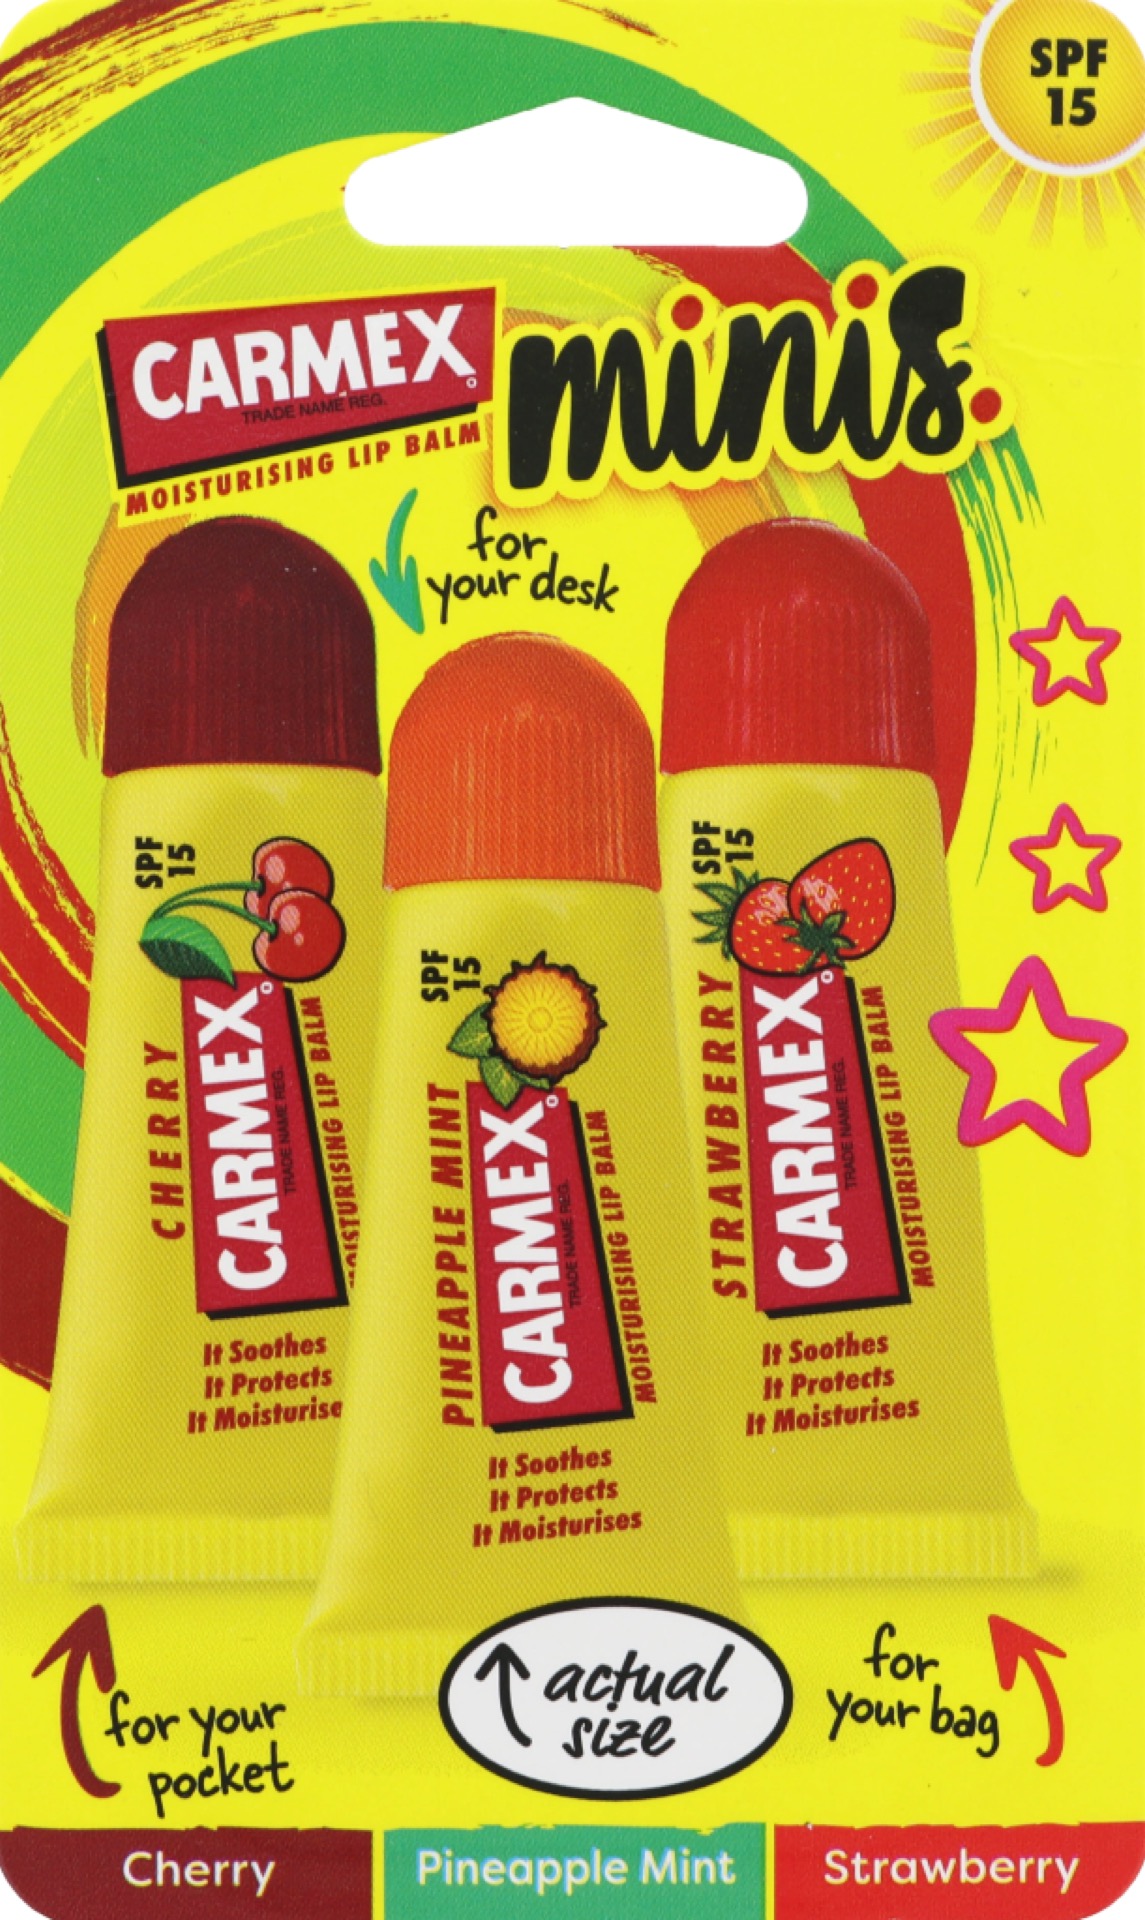 SPF
15
CARMEX
TRADE NAME REG.
MOISTURISING LIP BALM
minis.
for
your desk
SPF
15
CHERRY
CARMEX
TRADE NAME REG.
MOISTURISING LIP BALM
It Soothes
It Protects
It Moisturise
SPF
15
PINEAPPLE MINT
CARMEX
TRADE NAME REG.
MOISTURISING LIP BALM
It Soothes
It Protects
It Moisturises
SPF
15
STRAWBERRY
CARMEX
TRADE NAME REG.
MOISTURISING LIP BALM
It Soothes
It Protects
It Moisturises
for your
pocket
actual
size
for
your bag
Cherry
Pineapple Mint
Strawberry